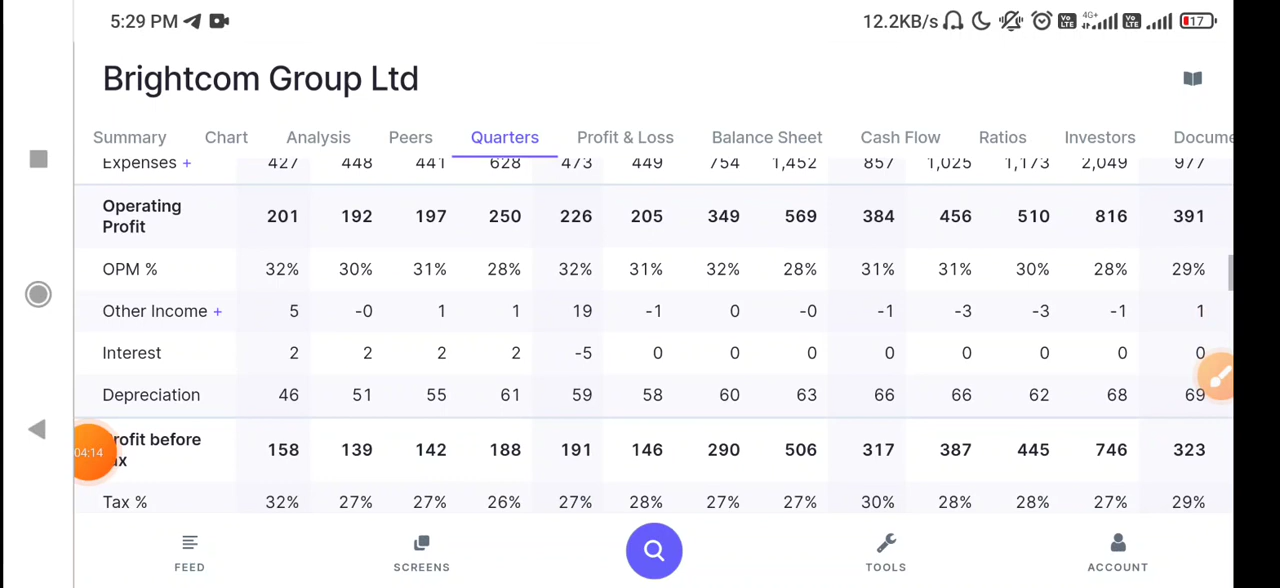 5:29 PM 12.2KB/s Vo LTE 4G+ Vo LTE 17
Brightcom Group Ltd
Summary Chart Analysis Peers Quarters Profit & Loss Balance Sheet Cash Flow Ratios Investors Docume
Expenses + 427 448 441 628 473 449 754 1,452 857 1,025 1,173 2,049 977
Operating
Profit 201 192 197 250 226 205 349 569 384 456 510 816 391
OPM % 32% 30% 31% 28% 32% 31% 32% 28% 31% 31% 30% 28% 29%
Other Income + 5 -0 1 1 19 -1 0 -0 -1 -3 -3 -1 1
Interest 2 2 2 2 -5 0 0 0 0 0 0 0 0
Depreciation 46 51 55 61 59 58 60 63 66 66 62 68 69
rofit before
04:14 ax 158 139 142 188 191 146 290 506 317 387 445 746 323
Tax % 32% 27% 27% 26% 27% 28% 27% 27% 30% 28% 28% 27% 29%
FEED SCREENS TOOLS ACCOUNT